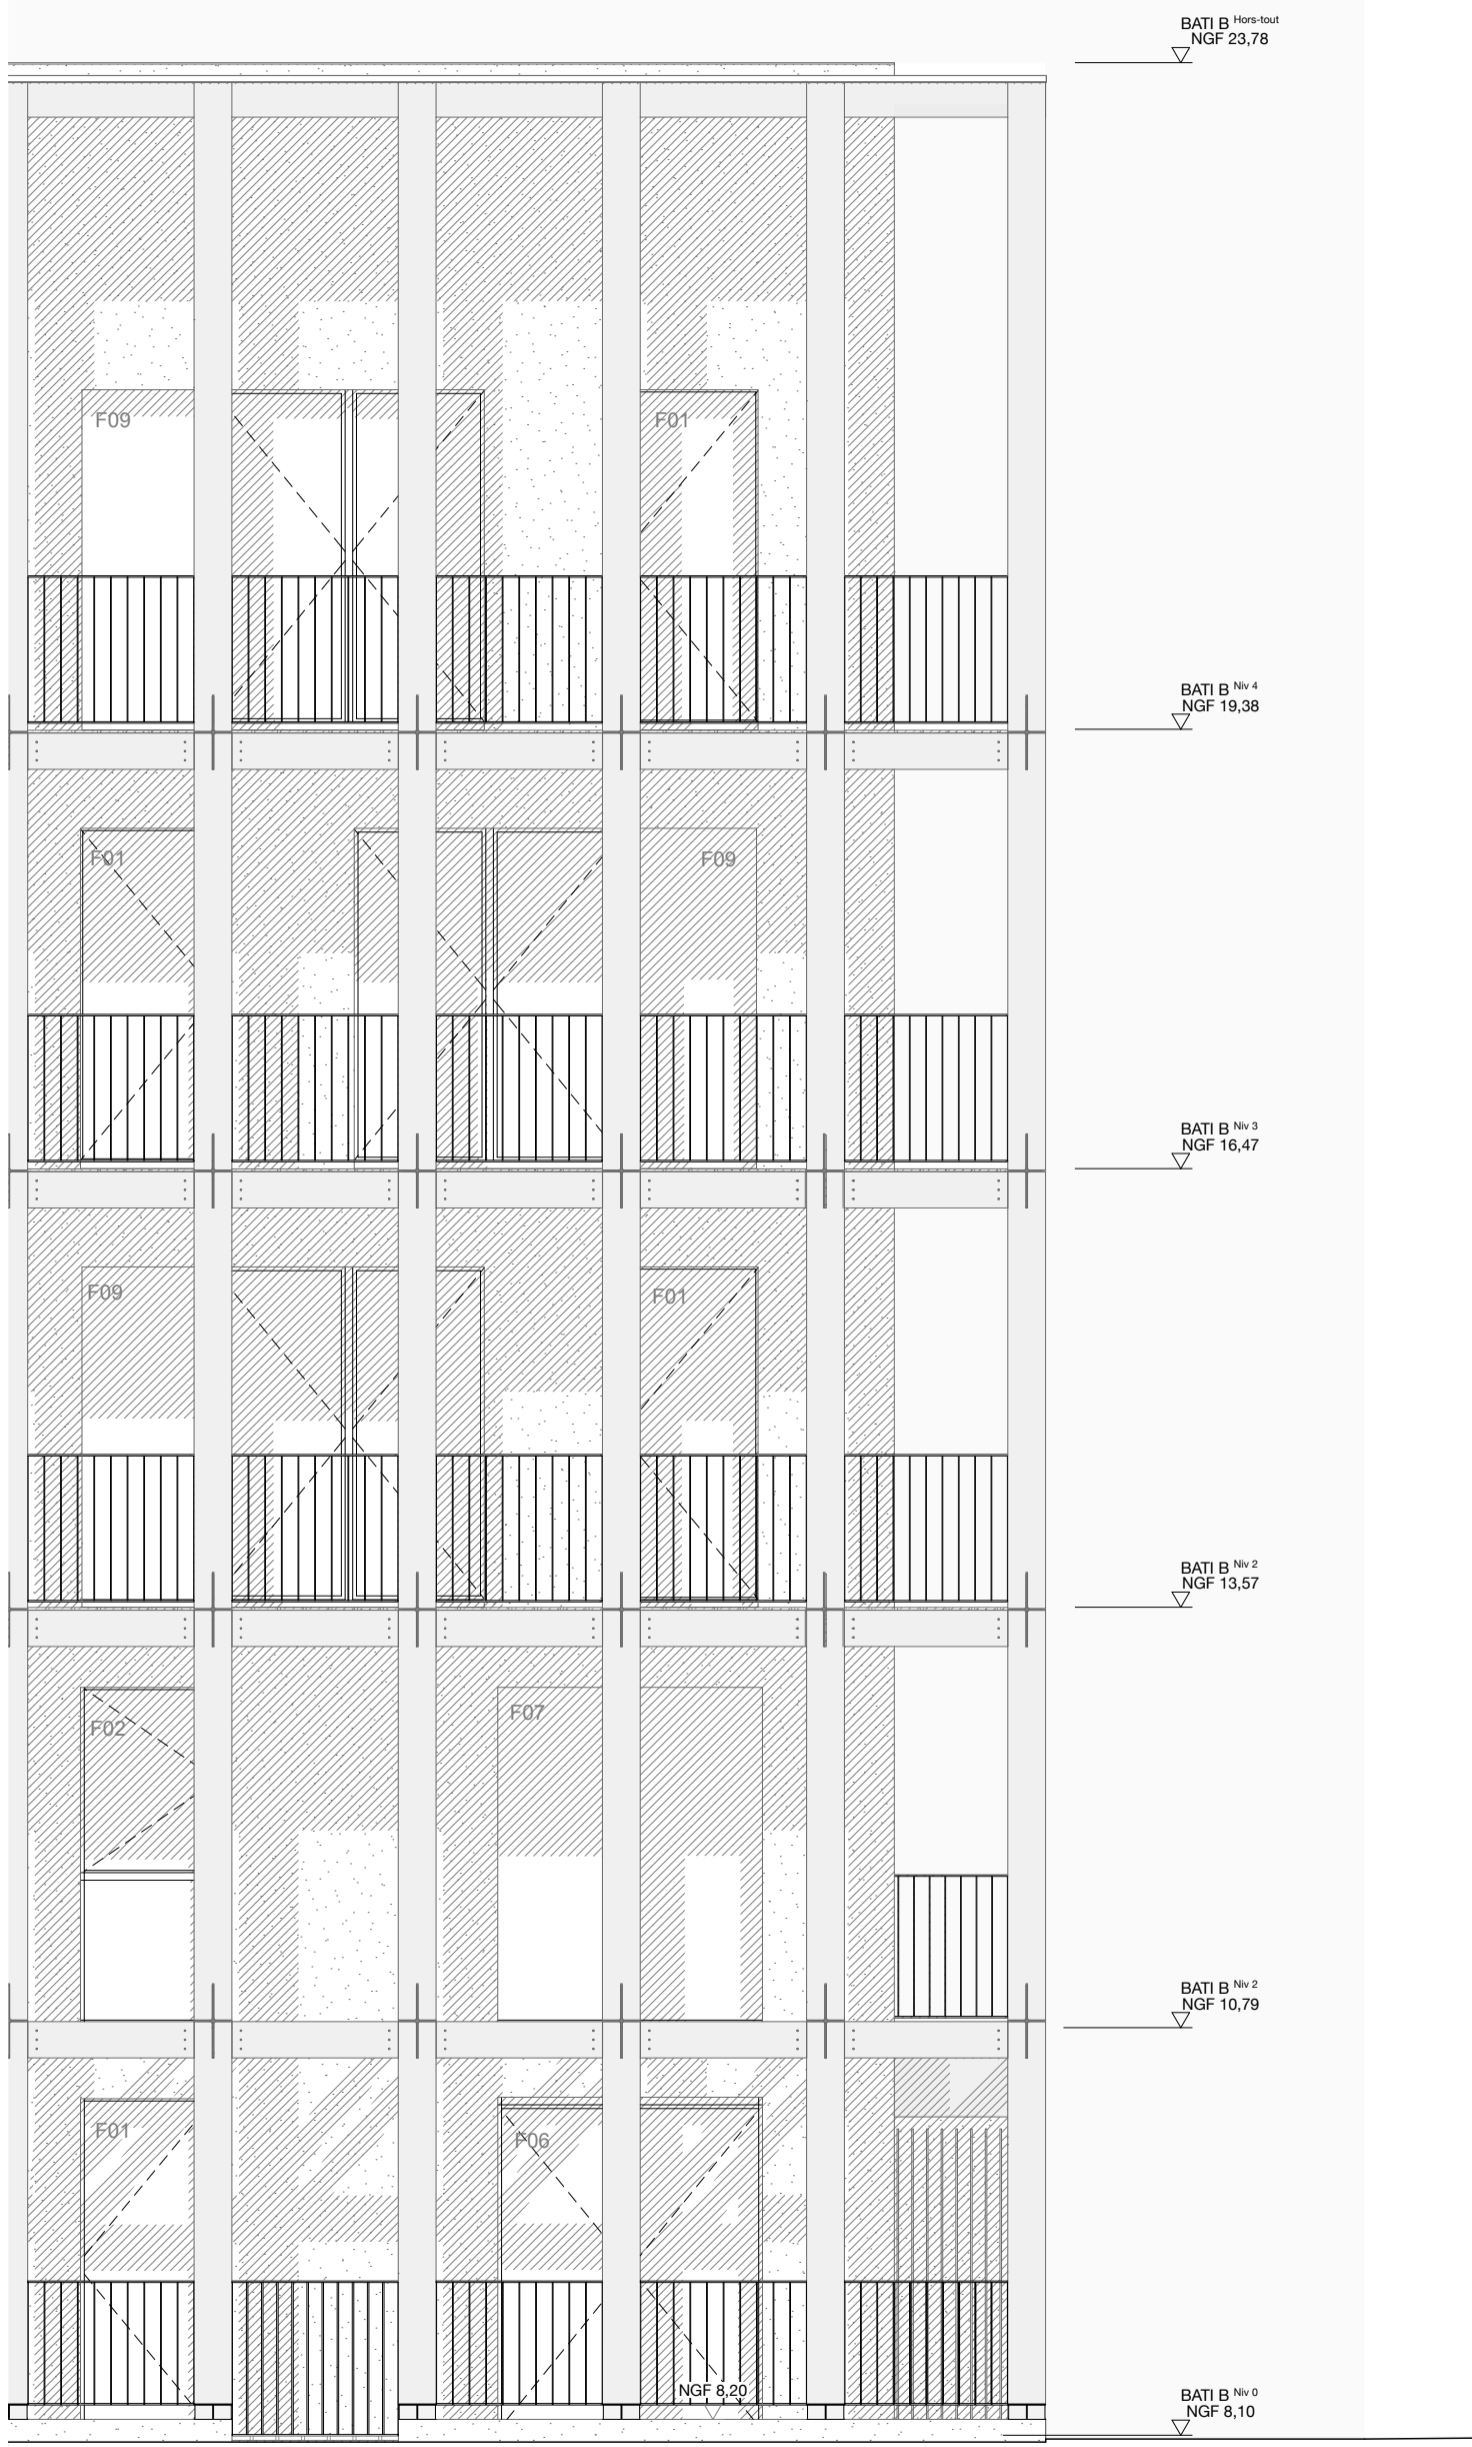 BATI B Hors-tout
NGF 23,78
F09
F01
BATI B Niv 4
NGF 19,38
F01
F09
BATI B Niv 3
NGF 16,47
F09
F01
BATI B Niv 2
NGF 13,57
F02
F07
BATI B Niv 2
NGF 10,79
F01
F06
NGF 8,20
BATI B Niv 0
NGF 8,10